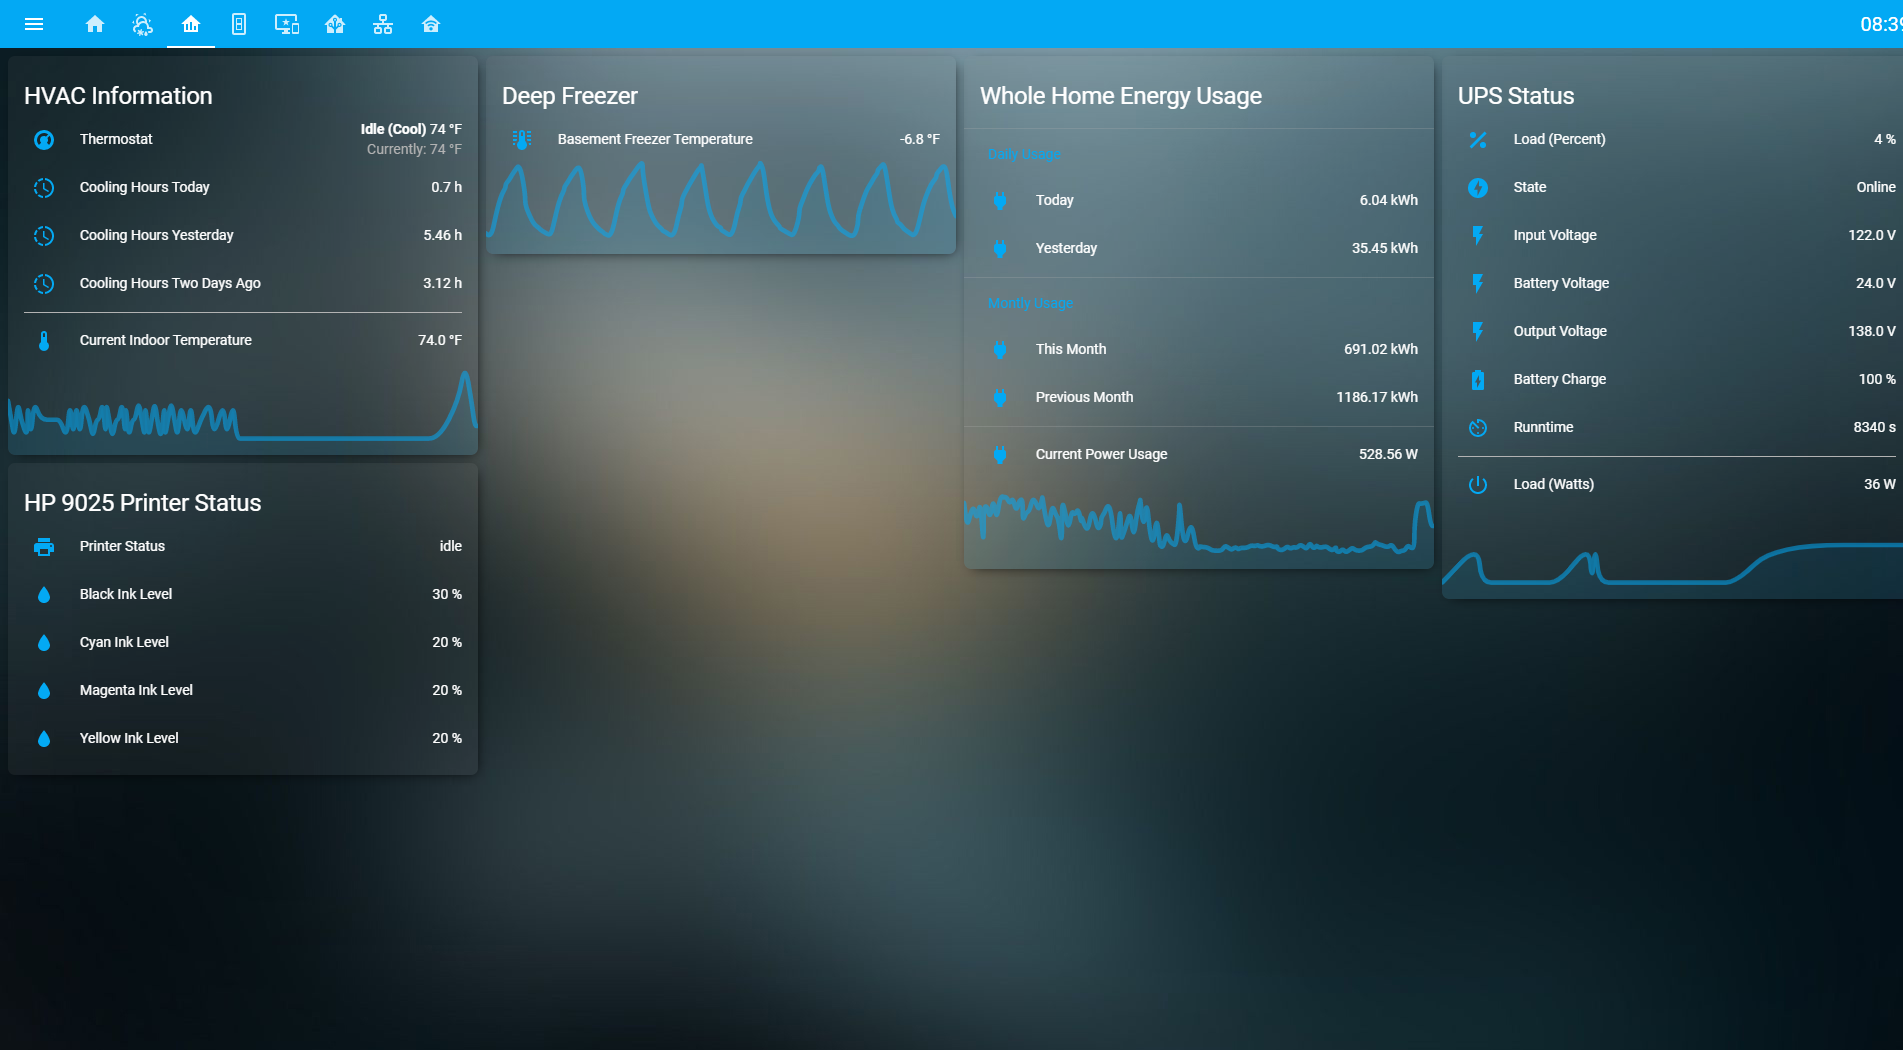 08:39
HVAC Information
Thermostat
Idle (Cool) 74 °F
Currently: 74 °F
Cooling Hours Today 0.7 h
Cooling Hours Yesterday 5.46 h
Cooling Hours Two Days Ago 3.12 h
Current Indoor Temperature 74.0 °F
HP 9025 Printer Status
Printer Status idle
Black Ink Level 30 %
Cyan Ink Level 20 %
Magenta Ink Level 20 %
Yellow Ink Level 20 %
Deep Freezer
Basement Freezer Temperature -6.8 °F
Whole Home Energy Usage
Daily Usage
Today 6.04 kWh
Yesterday 35.45 kWh
Montly Usage
This Month 691.02 kWh
Previous Month 1186.17 kWh
Current Power Usage 528.56 W
UPS Status
Load (Percent) 4 %
State Online
Input Voltage 122.0 V
Battery Voltage 24.0 V
Output Voltage 138.0 V
Battery Charge 100 %
Runntime 8340 s
Load (Watts) 36 W